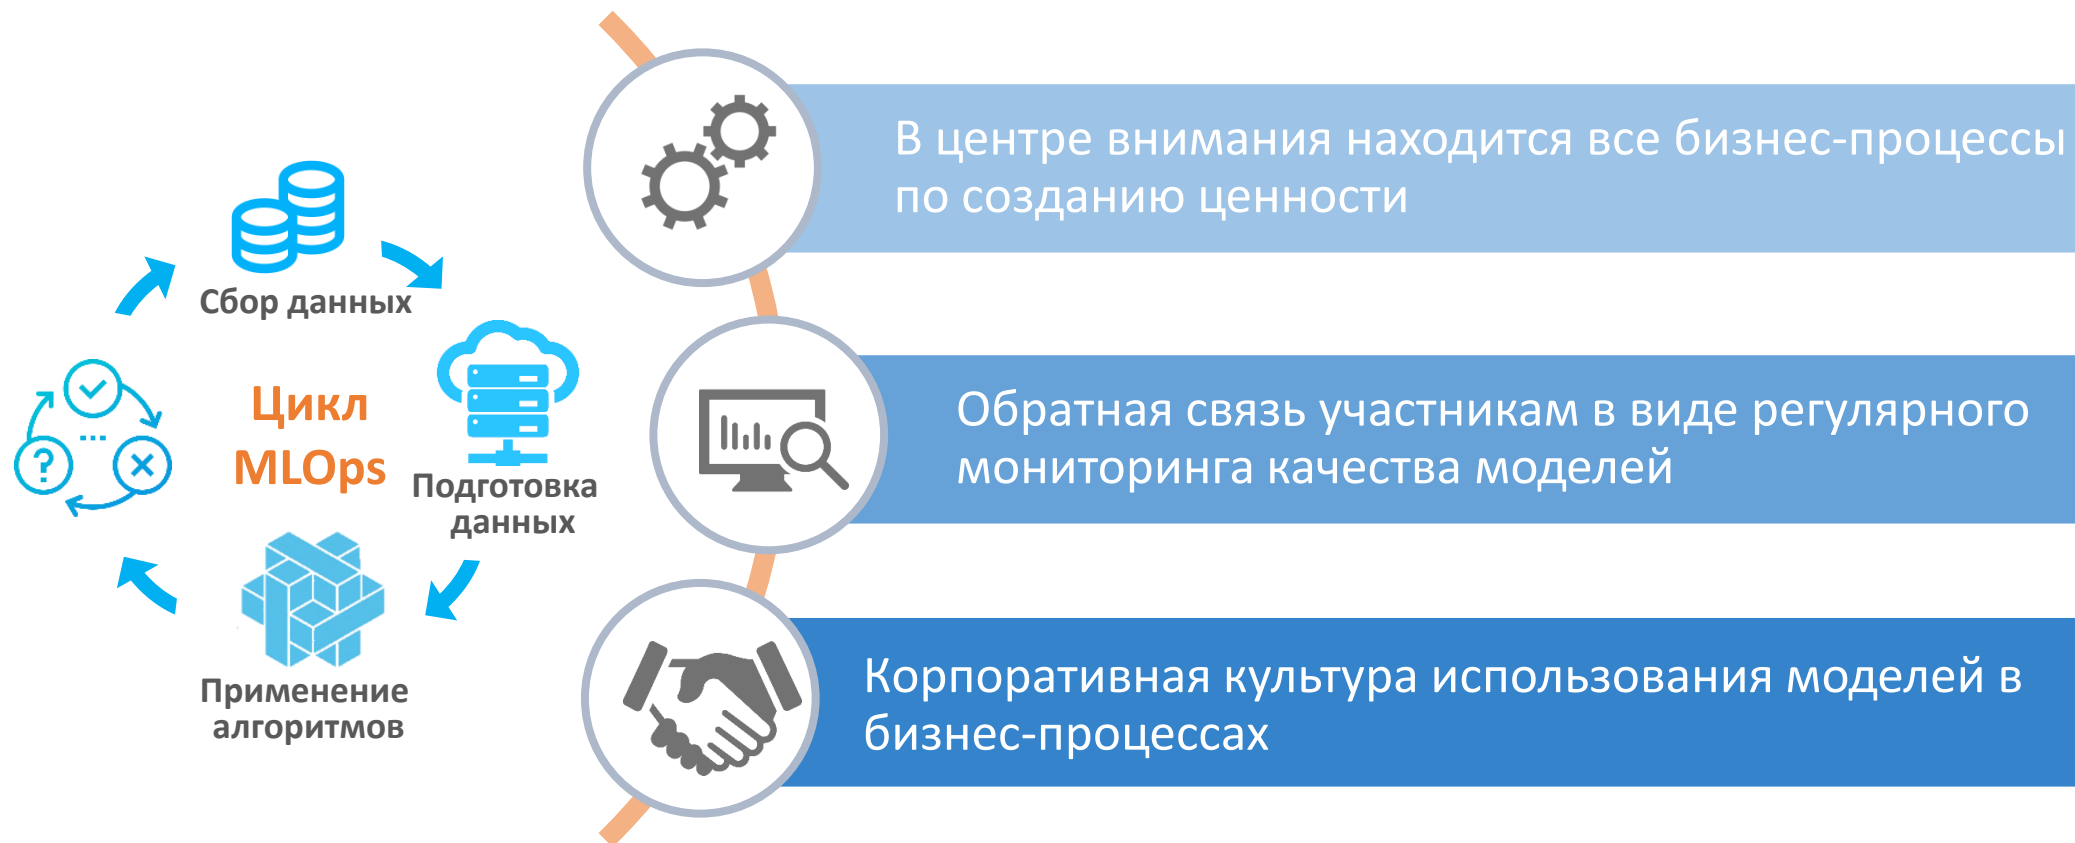 Сбор данных
Цикл
MLOps
Подготовка
данных
Применение
алгоритмов
В центре внимания находится все бизнес-процессы
по созданию ценности
Обратная связь участникам в виде регулярного
мониторинга качества моделей
Корпоративная культура использования моделей в
бизнес-процессах